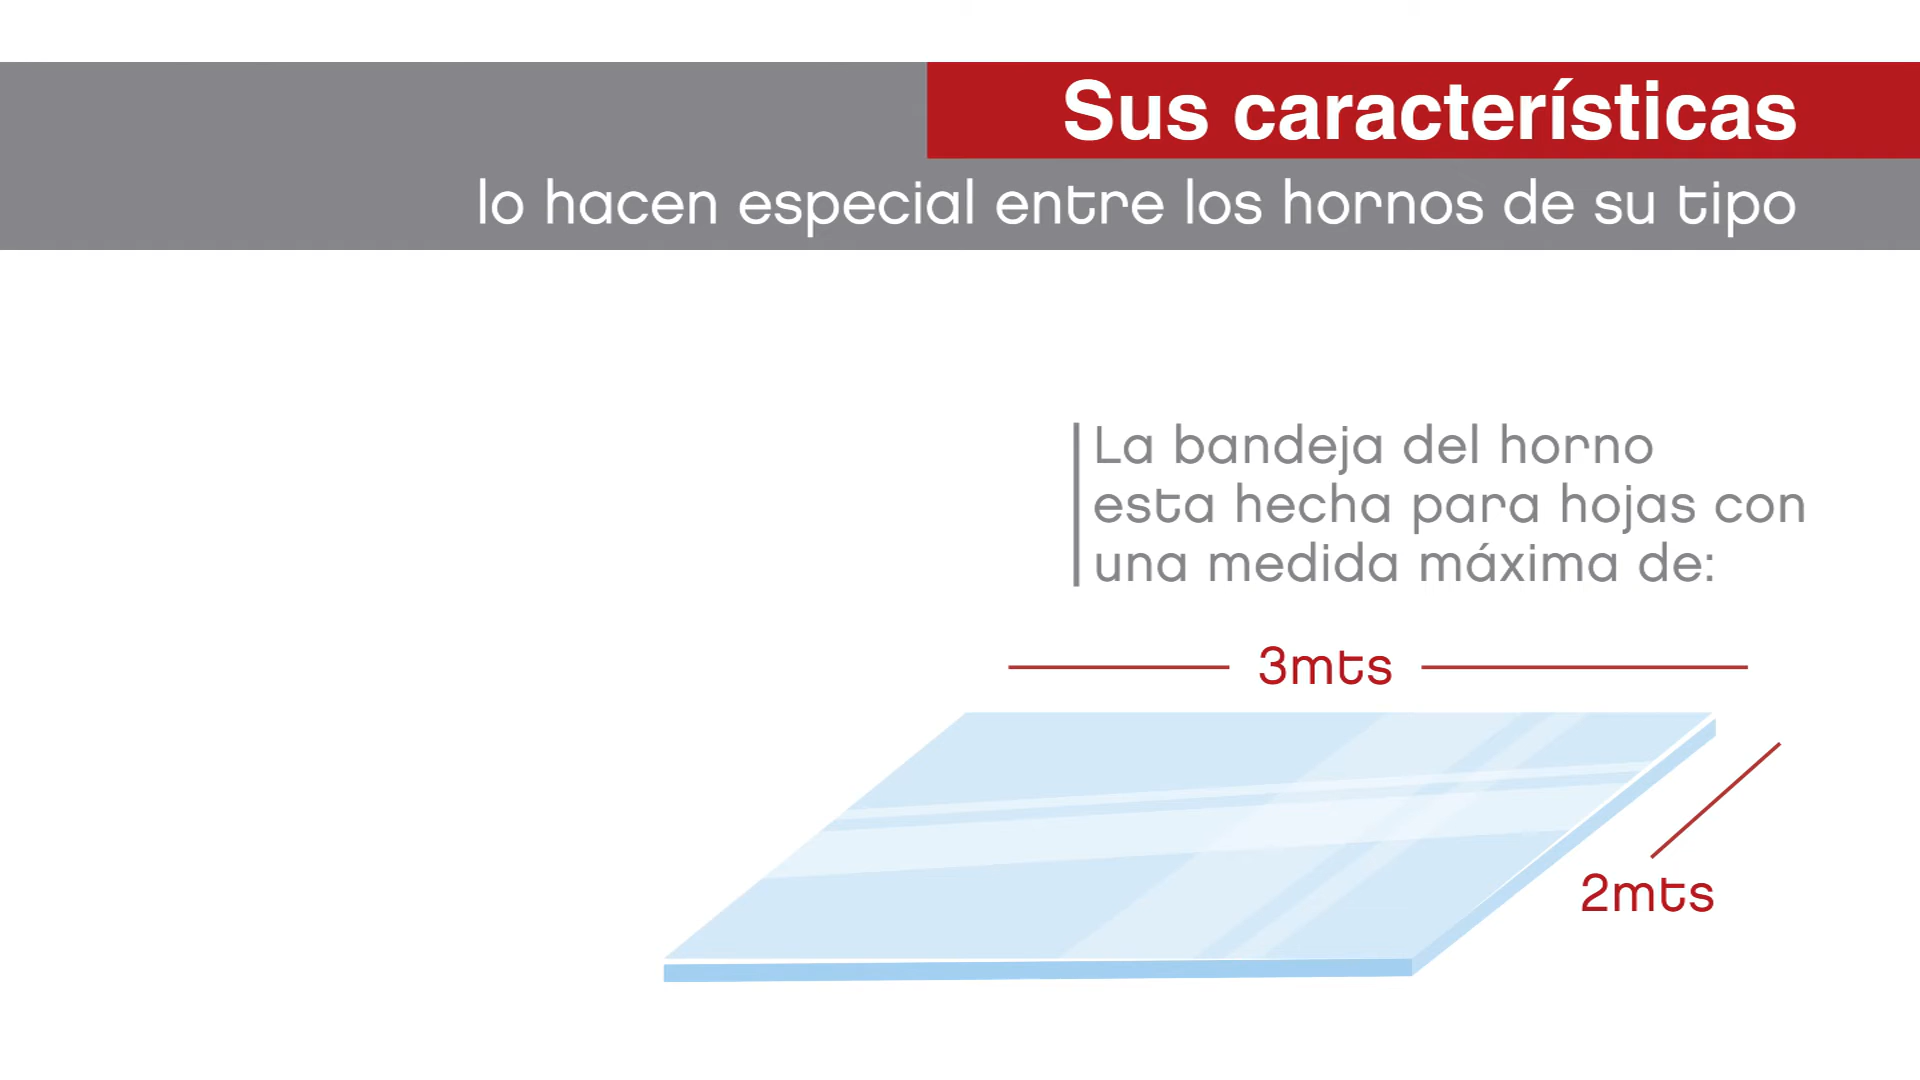 Sus características
lo hacen especial entre los hornos de su tipo
La bandeja del horno
esta hecha para hojas con
una medida máxima de:
3mts
2mts